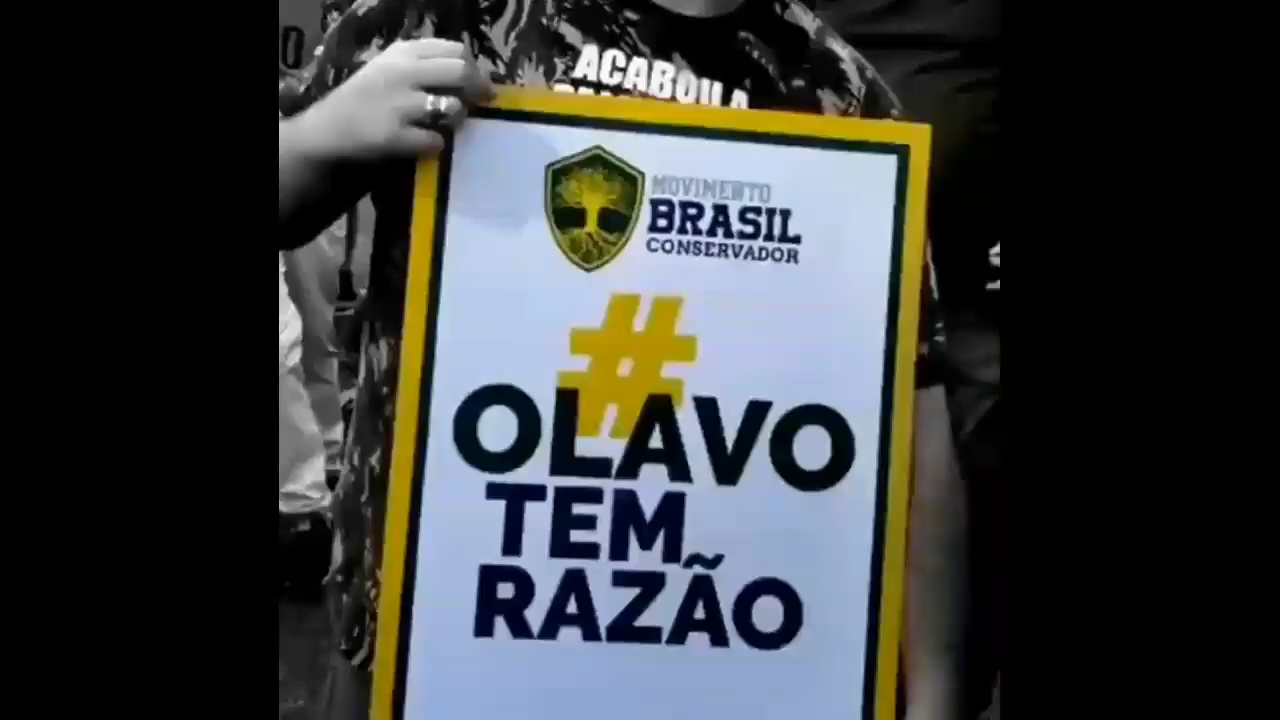 ACABOU A
MOVIMENTO
BRASIL
CONSERVADOR
#
OLAVO
TEM
RAZÃO